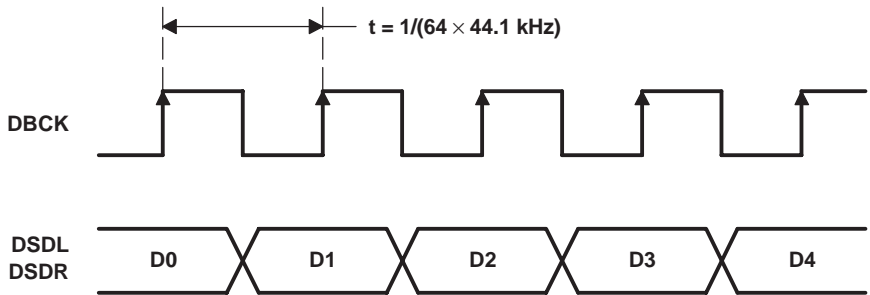 t = 1/(64 × 44.1 kHz)
DBCK
DSDL
DSDR
D0 D1 D2 D3 D4